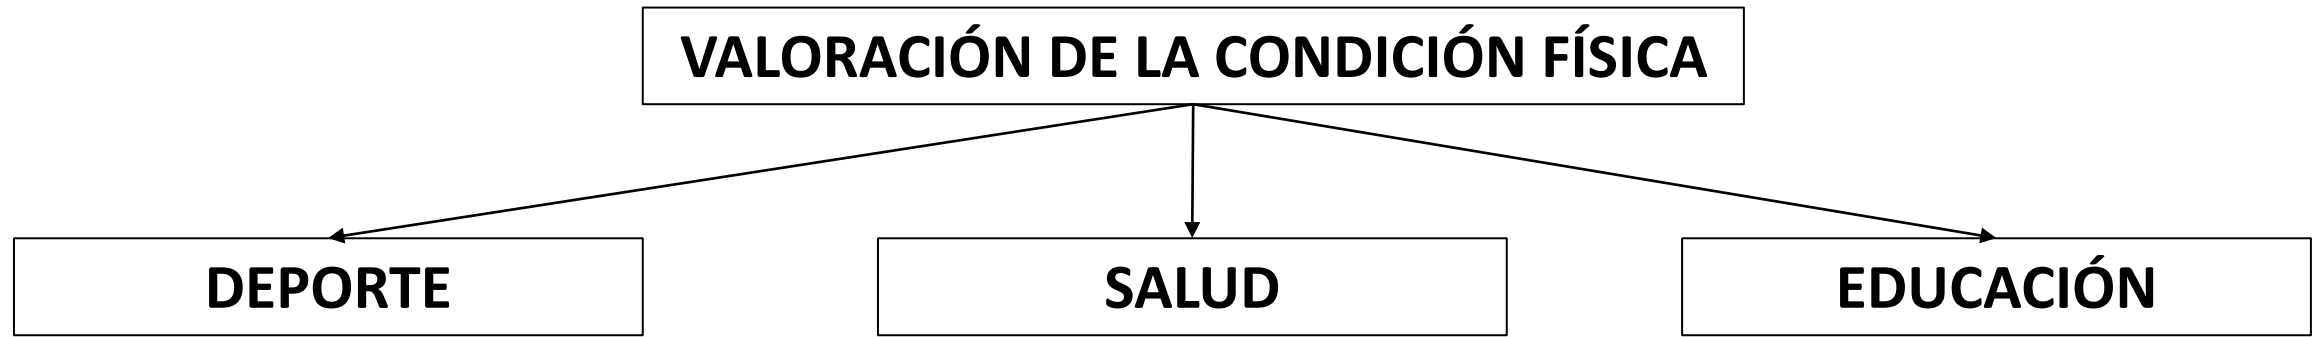 VALORACIÓN DE LA CONDICIÓN FÍSICA
DEPORTE
SALUD
EDUCACIÓN